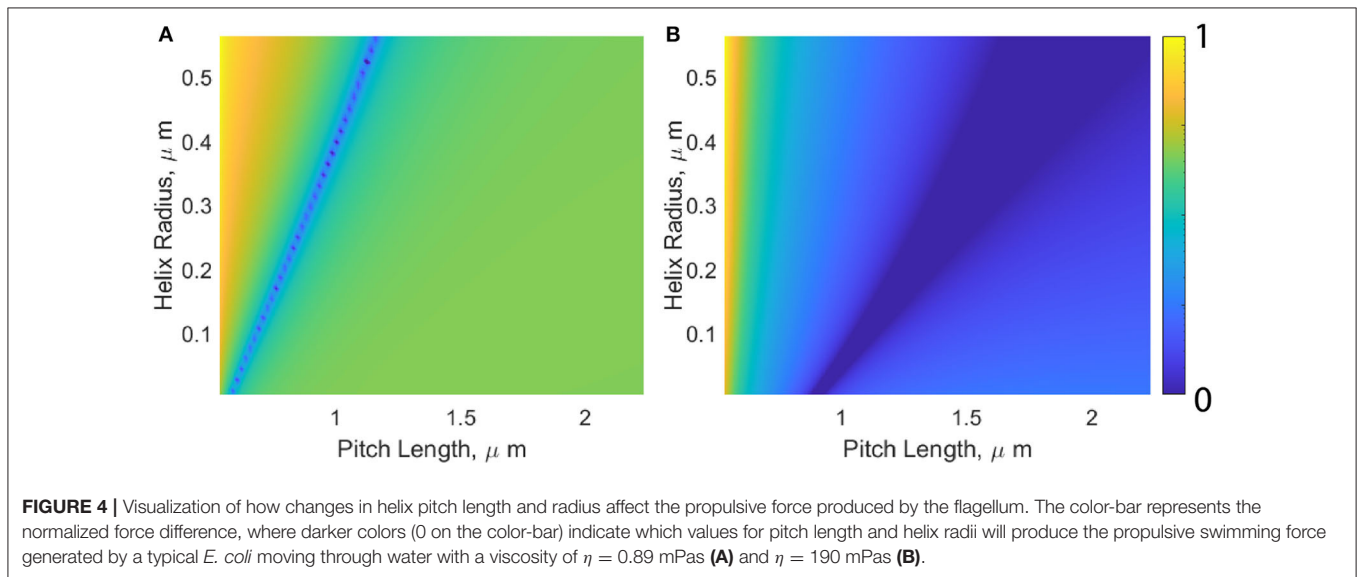 A
B
1
0.5
0.4
0.3
0.2
0.1
Helix Radius, μ m
0.5
0.4
0.3
0.2
0.1
Helix Radius, μ m
0
1 1.5 2
1 1.5 2
Pitch Length, μ m
Pitch Length, μ m
FIGURE 4 | Visualization of how changes in helix pitch length and radius affect the propulsive force produced by the flagellum. The color-bar represents the
normalized force difference, where darker colors (0 on the color-bar) indicate which values for pitch length and helix radii will produce the propulsive swimming force
generated by a typical E. coli moving through water with a viscosity of η = 0.89 mPas (A) and η = 190 mPas (B).